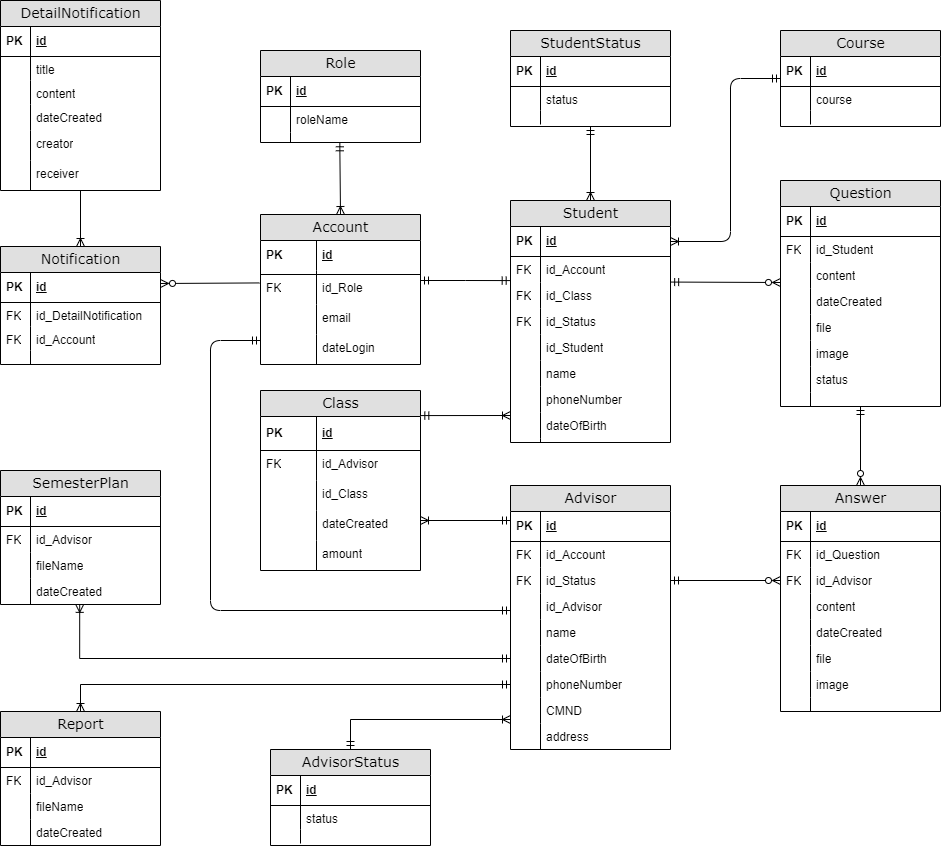 DetailNotification
PK id
title
content
dateCreated
creator
receiver
Role
PK id
roleName
StudentStatus
PK id
status
Course
PK id
course
Notification
PK id
FK id_DetailNotification
FK id_Account
Account
PK id
FK id_Role
email
dateLogin
Student
PK id
FK id_Account
FK id_Class
FK id_Status
id_Student
name
phoneNumber
dateOfBirth
Question
PK id
FK id_Student
content
dateCreated
file
image
status
Class
PK id
FK id_Advisor
id_Class
dateCreated
amount
SemesterPlan
PK id
FK id_Advisor
fileName
dateCreated
Advisor
PK id
FK id_Account
FK id_Status
id_Advisor
name
dateOfBirth
phoneNumber
CMND
address
Answer
PK id
FK id_Question
FK id_Advisor
content
dateCreated
file
image
Report
PK id
FK id_Advisor
fileName
dateCreated
AdvisorStatus
PK id
status